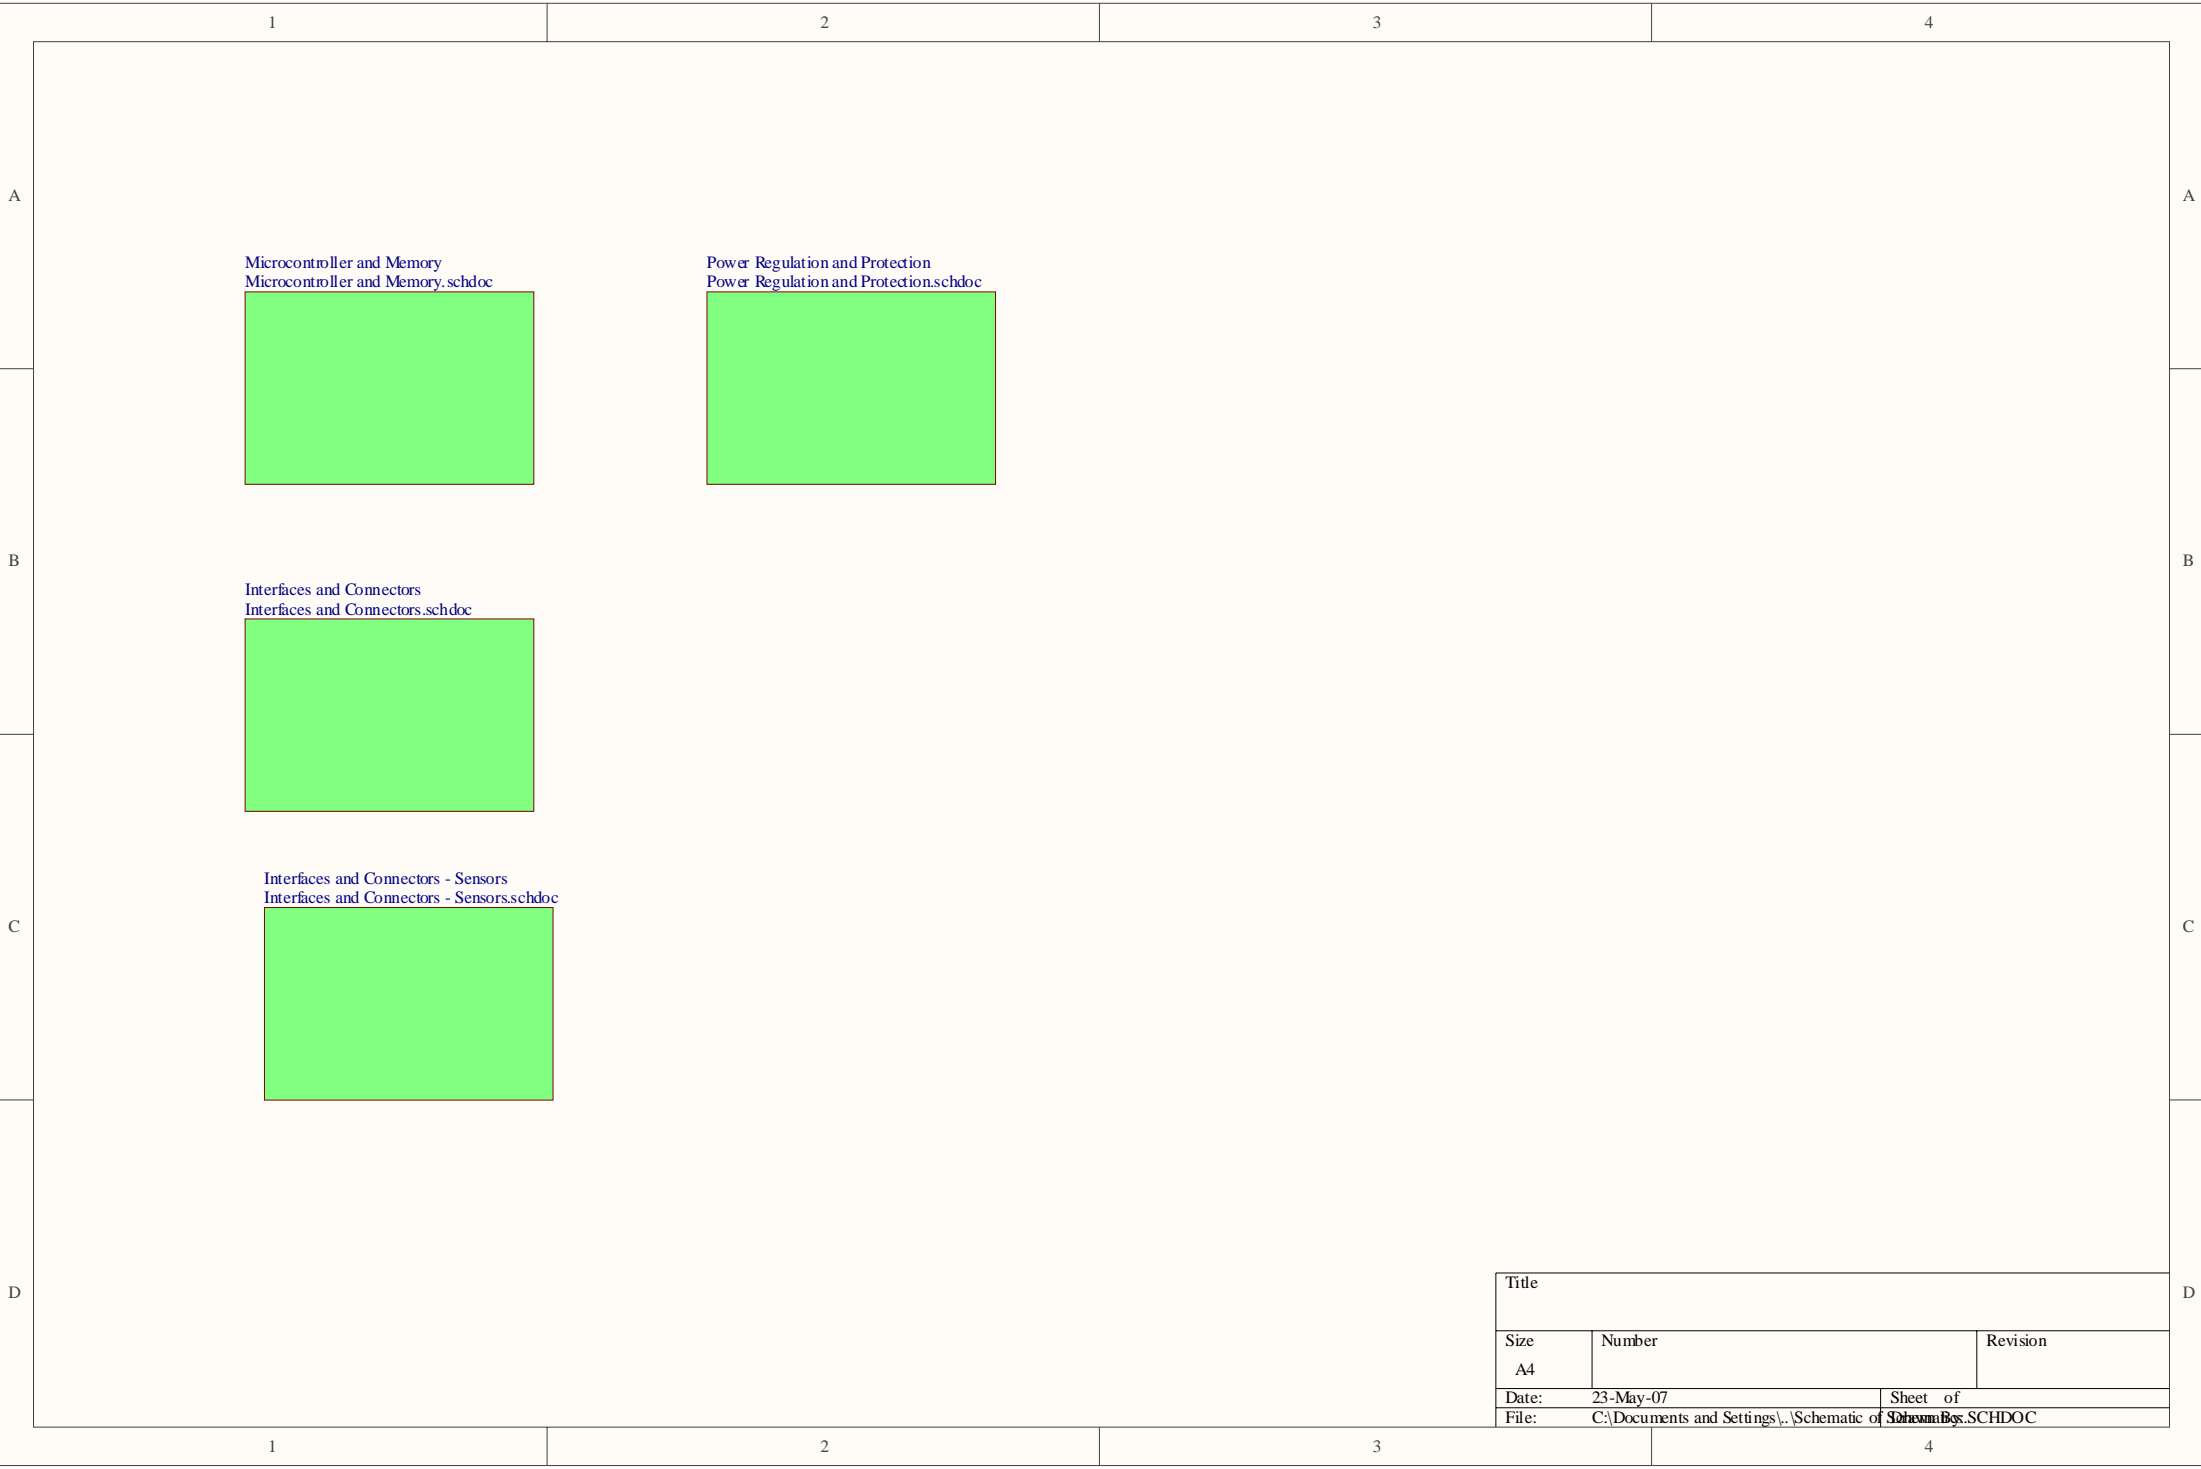 1 2 3 4
A A
Microcontroller and Memory
Microcontroller and Memory.schdoc
Power Regulation and Protection
Power Regulation and Protection.schdoc
B B
Interfaces and Connectors
Interfaces and Connectors.schdoc
Interfaces and Connectors - Sensors
Interfaces and Connectors - Sensors.schdoc
C C
Title
D D
Size Number Revision
A4
Date: 23-May-07 Sheet of
File: C:\Documents and Settings\..\Schematic of Schematics.SCHDOC Drawn By:
1 2 3 4